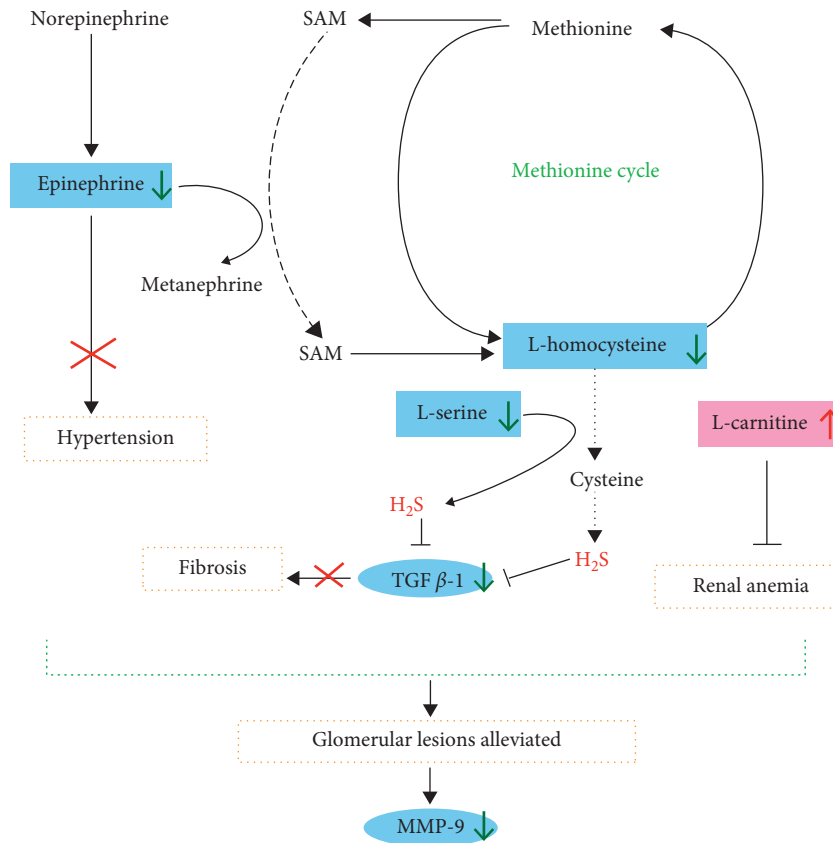 Norepinephrine
SAM
Methionine
Epinephrine
Methionine cycle
Metanephrine
SAM
L-homocysteine
L-serine
L-carnitine
Hypertension
Cysteine
H₂S
Fibrosis
TGF β-1
H₂S
Renal anemia
Glomerular lesions alleviated
MMP-9